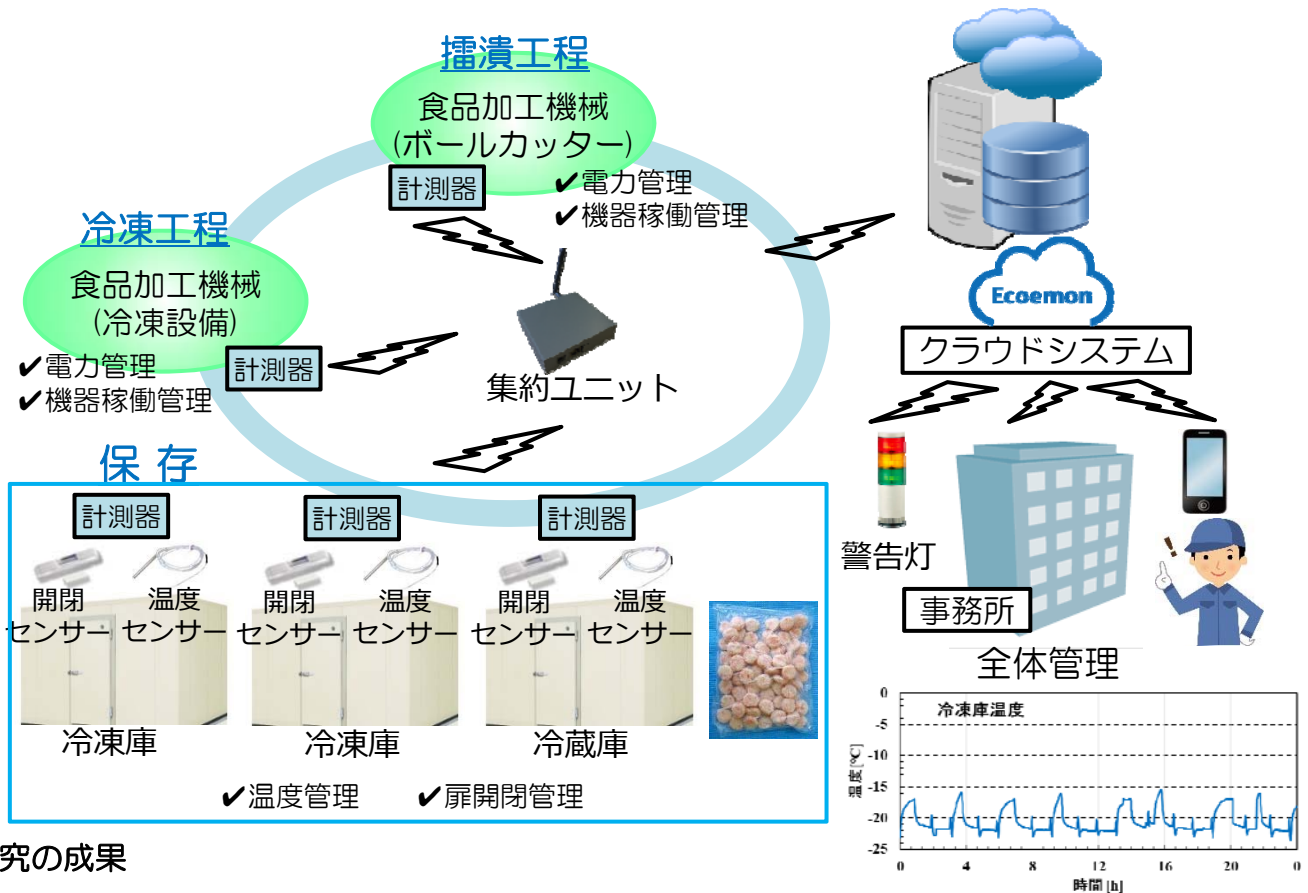 擂潰工程
食品加工機械
(ボールカッター)
計測器
✔電力管理
✔機器稼働管理
冷凍工程
食品加工機械
(冷凍設備)
✔電力管理
✔機器稼働管理
計測器
集約ユニット
Ecoemon
クラウドシステム
警告灯
事務所
全体管理
保 存
計測器
計測器
計測器
開閉
センサー
温度
センサー
開閉
センサー
温度
センサー
開閉
センサー
温度
センサー
冷凍庫
冷凍庫
冷蔵庫
✔温度管理
✔扉開閉管理
冷凍庫温度
温度[℃]
0
-5
-10
-15
-20
-25
0 4 8 12 16 20 0
時間 [h]
究の成果